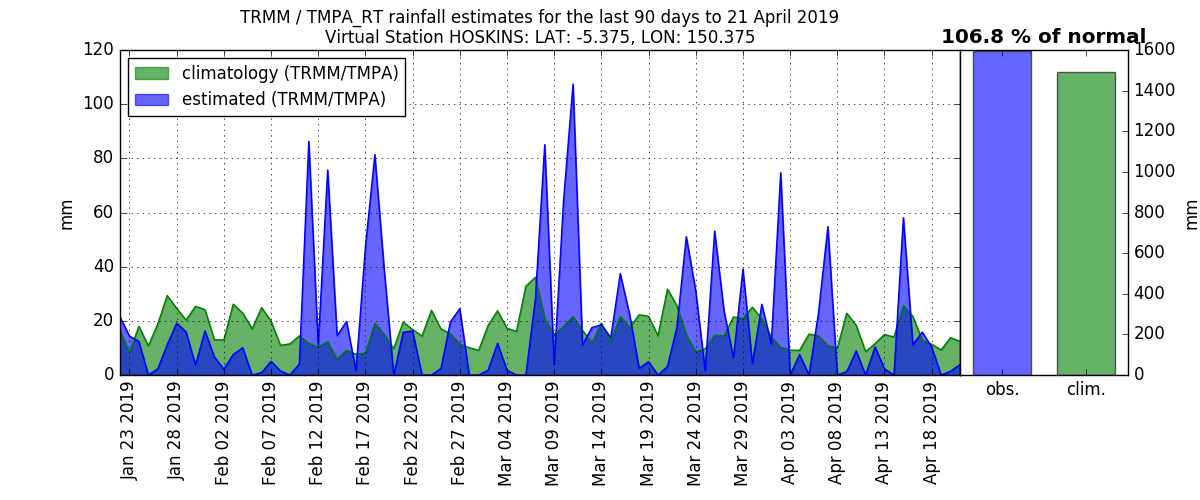 TRMM / TMPA_RT rainfall estimates for the last 90 days to 21 April 2019
Virtual Station HOSKINS: LAT: -5.375, LON: 150.375
106.8 % of normal
climatology (TRMM/TMPA)
estimated (TRMM/TMPA)
120
100
80
60
40
20
0
mm
Jan 23 2019
Jan 28 2019
Feb 02 2019
Feb 07 2019
Feb 12 2019
Feb 17 2019
Feb 22 2019
Feb 27 2019
Mar 04 2019
Mar 09 2019
Mar 14 2019
Mar 19 2019
Mar 24 2019
Mar 29 2019
Apr 03 2019
Apr 08 2019
Apr 13 2019
Apr 18 2019
1600
1400
1200
1000
800
600
400
200
0
mm
obs.
clim.